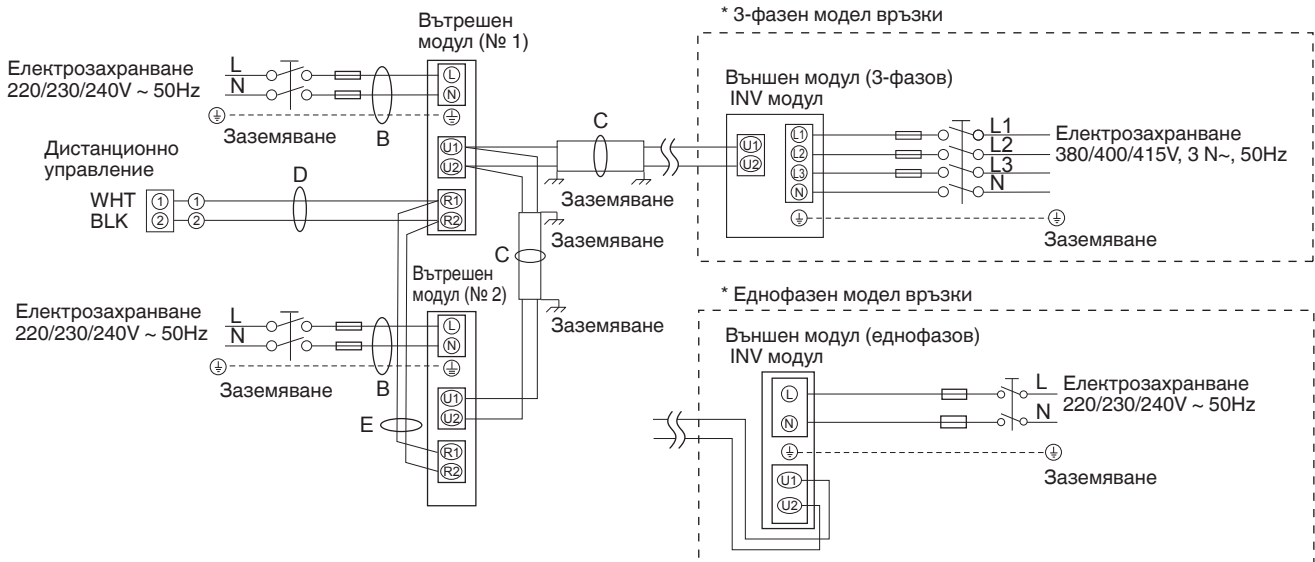 Вътрешен
модул (№ 1)
Електрозахранване
220/230/240V ~ 50Hz
L
N
L
N
B
Заземяване
Дистанционно
управление
WHT
BLK
1
2
1
2
D
U1
U2
R1
R2
C
Заземяване
Заземяване
C
Заземяване
Вътрешен
модул (№ 2)
Електрозахранване
220/230/240V ~ 50Hz
L
N
L
N
B
Заземяване
E
U1
U2
R1
R2
* 3-фазен модел връзки
Външен модул (3-фазов)
INV модул
U1
U2
L1
L2
L3
N
L1
L2
L3
N
Електрозахранване
380/400/415V, 3 N~, 50Hz
Заземяване
* Еднофазен модел връзки
Външен модул (еднофазов)
INV модул
L
N
U1
U2
L
N
Електрозахранване
220/230/240V ~ 50Hz
Заземяване